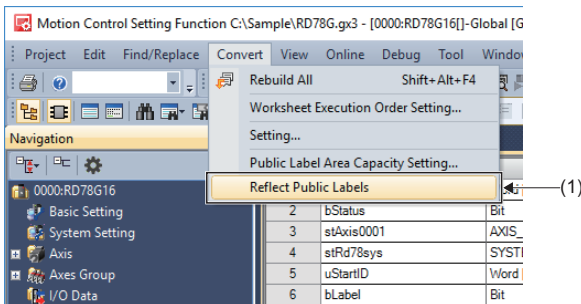 Motion Control Setting Function C:\Sample\RD78G.gx3 - [0000:RD78G16[]-Global [G
Project Edit Find/Replace Convert View Online Debug Tool Windo
Rebuild All Shift+Alt+F4
Worksheet Execution Order Setting...
Navigation
Setting...
Public Label Area Capacity Setting...
0000:RD78G16
Reflect Public Labels (1)
Basic Setting 2 bStatus Bit
System Setting 3 stAxis0001 AXIS_
Axis 4 stRd78sys SYSTE
Axes Group 5 uStartID Word
I/O Data 6 bLabel Bit